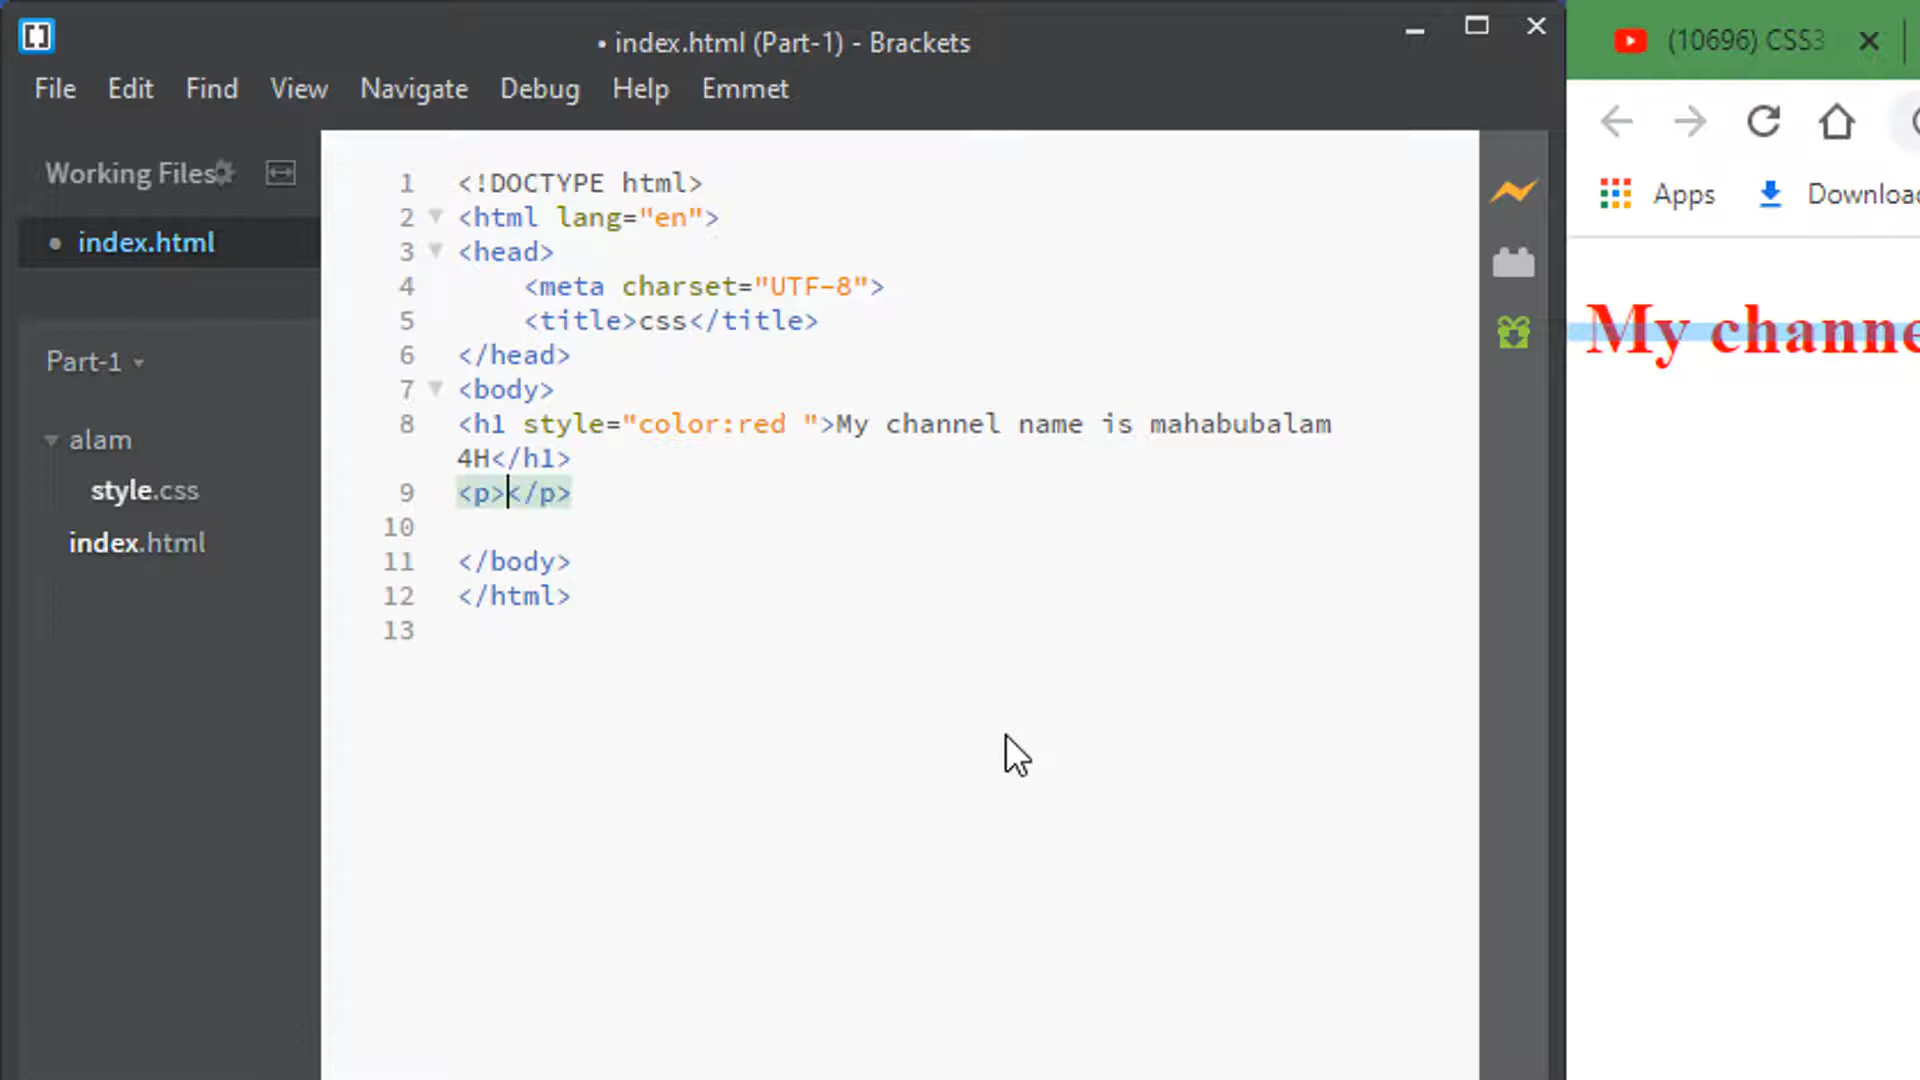 • index.html (Part-1) - Brackets
File Edit Find View Navigate Debug Help Emmet
Working Files
• index.html
Part-1
alam
style.css
index.html
1 <!DOCTYPE html>
2 <html lang="en">
3 <head>
4 <meta charset="UTF-8">
5 <title>css</title>
6 </head>
7 <body>
8 <h1 style="color:red ">My channel name is mahabubalam
4H</h1>
9 <p></p>
10
11 </body>
12 </html>
13
(10696) CSS3
Apps Downloa
My channe